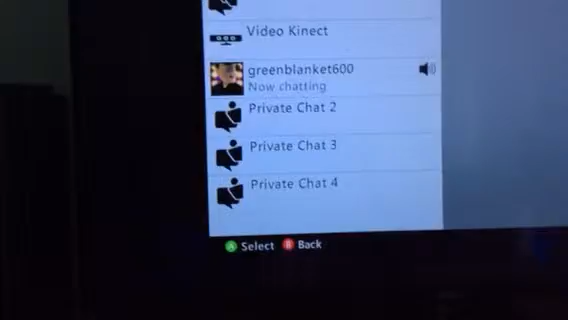 Video Kinect
greenblanket600
Now chatting
Private Chat 2
Private Chat 3
Private Chat 4
A Select B Back